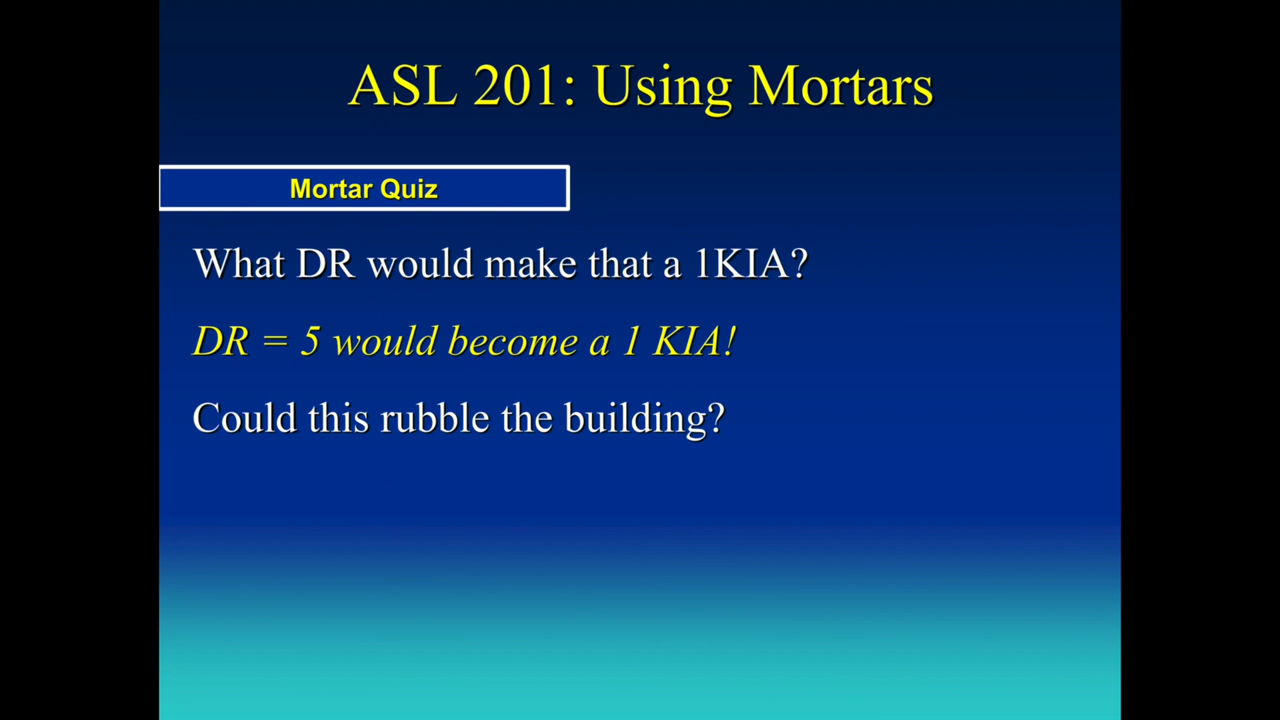 ASL 201: Using Mortars
Mortar Quiz
What DR would make that a 1KIA?
DR = 5 would become a 1 KIA!
Could this rubble the building?